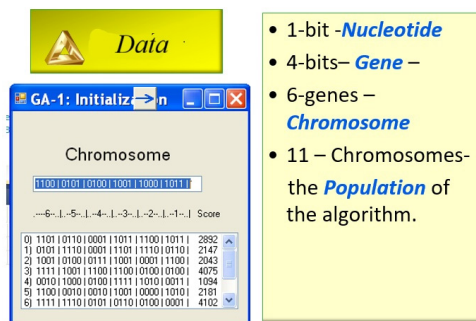 Data
GA-1: Initialization
Chromosome
1100 | 0101 | 0100 | 1001 | 1000 | 1011 |
.----6--.|..5--.|..--4--.|..--3--.|..--2--.|..--1--.| Score
0) 1101 | 0110 | 0001 | 1011 | 1100 | 1011 | 2892
1) 0101 | 1110 | 0001 | 1101 | 1110 | 0110 | 2147
2) 1001 | 0100 | 0111 | 1001 | 0001 | 1100 | 2043
3) 1111 | 1001 | 1100 | 1100 | 0100 | 0100 | 4075
4) 0010 | 1000 | 0100 | 1111 | 1010 | 0011 | 1094
5) 1100 | 0010 | 0010 | 1001 | 0000 | 1010 | 2181
6) 1111 | 1110 | 0101 | 0110 | 0100 | 0001 | 4102
• 1-bit -Nucleotide
• 4-bits– Gene –
• 6-genes –
Chromosome
• 11 – Chromosomes-
the Population of
the algorithm.